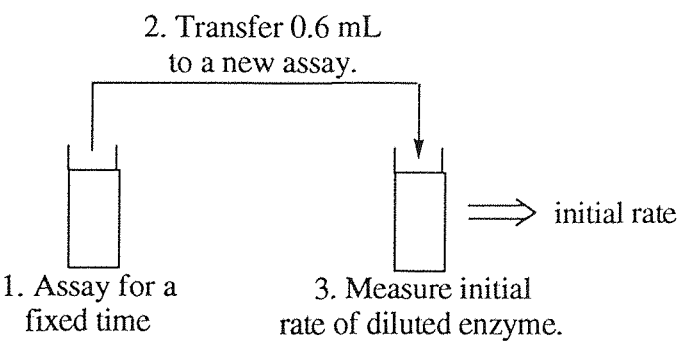 2. Transfer 0.6 mL
to a new assay.
initial rate
1. Assay for a
fixed time
3. Measure initial
rate of diluted enzyme.